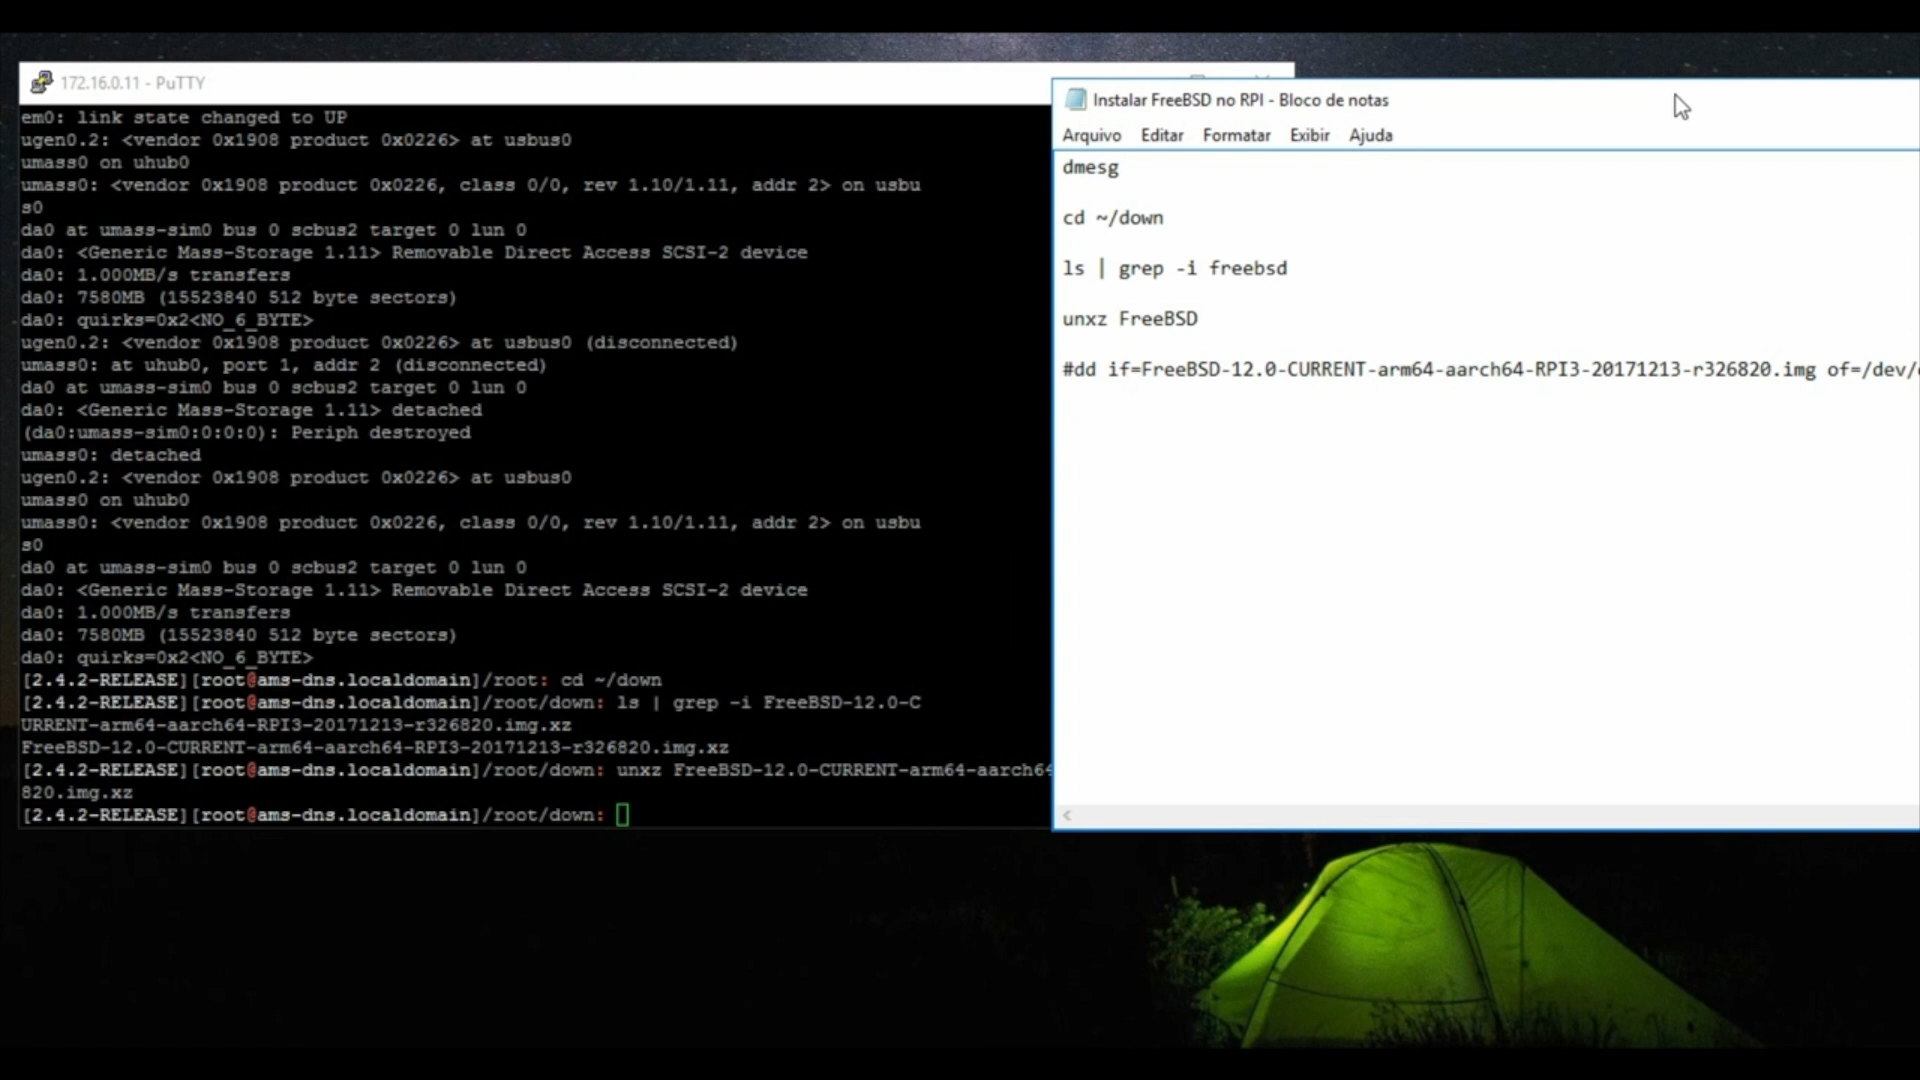 172.16.0.11 - PuTTY
em0: link state changed to UP
ugen0.2: <vendor 0x1908 product 0x0226> at usbus0
umass0 on uhub0
umass0: <vendor 0x1908 product 0x0226, class 0/0, rev 1.10/1.11, addr 2> on usbu
s0
da0 at umass-sim0 bus 0 scbus2 target 0 lun 0
da0: <Generic Mass-Storage 1.11> Removable Direct Access SCSI-2 device
da0: 1.000MB/s transfers
da0: 7580MB (15523840 512 byte sectors)
da0: quirks=0x2<NO_6_BYTE>
ugen0.2: <vendor 0x1908 product 0x0226> at usbus0 (disconnected)
umass0: at uhub0, port 1, addr 2 (disconnected)
da0 at umass-sim0 bus 0 scbus2 target 0 lun 0
da0: <Generic Mass-Storage 1.11> detached
(da0:umass-sim0:0:0:0): Periph destroyed
umass0: detached
ugen0.2: <vendor 0x1908 product 0x0226> at usbus0
umass0 on uhub0
umass0: <vendor 0x1908 product 0x0226, class 0/0, rev 1.10/1.11, addr 2> on usbu
s0
da0 at umass-sim0 bus 0 scbus2 target 0 lun 0
da0: <Generic Mass-Storage 1.11> Removable Direct Access SCSI-2 device
da0: 1.000MB/s transfers
da0: 7580MB (15523840 512 byte sectors)
da0: quirks=0x2<NO_6_BYTE>
[2.4.2-RELEASE][root@ams-dns.localdomain]/root: cd ~/down
[2.4.2-RELEASE][root@ams-dns.localdomain]/root/down: ls | grep -i FreeBSD-12.0-C
URRENT-arm64-aarch64-RPI3-20171213-r326820.img.xz
FreeBSD-12.0-CURRENT-arm64-aarch64-RPI3-20171213-r326820.img.xz
[2.4.2-RELEASE][root@ams-dns.localdomain]/root/down: unxz FreeBSD-12.0-CURRENT-arm64-aarch64
820.img.xz
[2.4.2-RELEASE][root@ams-dns.localdomain]/root/down:
Instalar FreeBSD no RPI - Bloco de notas
Arquivo Editar Formatar Exibir Ajuda
dmesg
cd ~/down
ls | grep -i freebsd
unxz FreeBSD
#dd if=FreeBSD-12.0-CURRENT-arm64-aarch64-RPI3-20171213-r326820.img of=/dev/